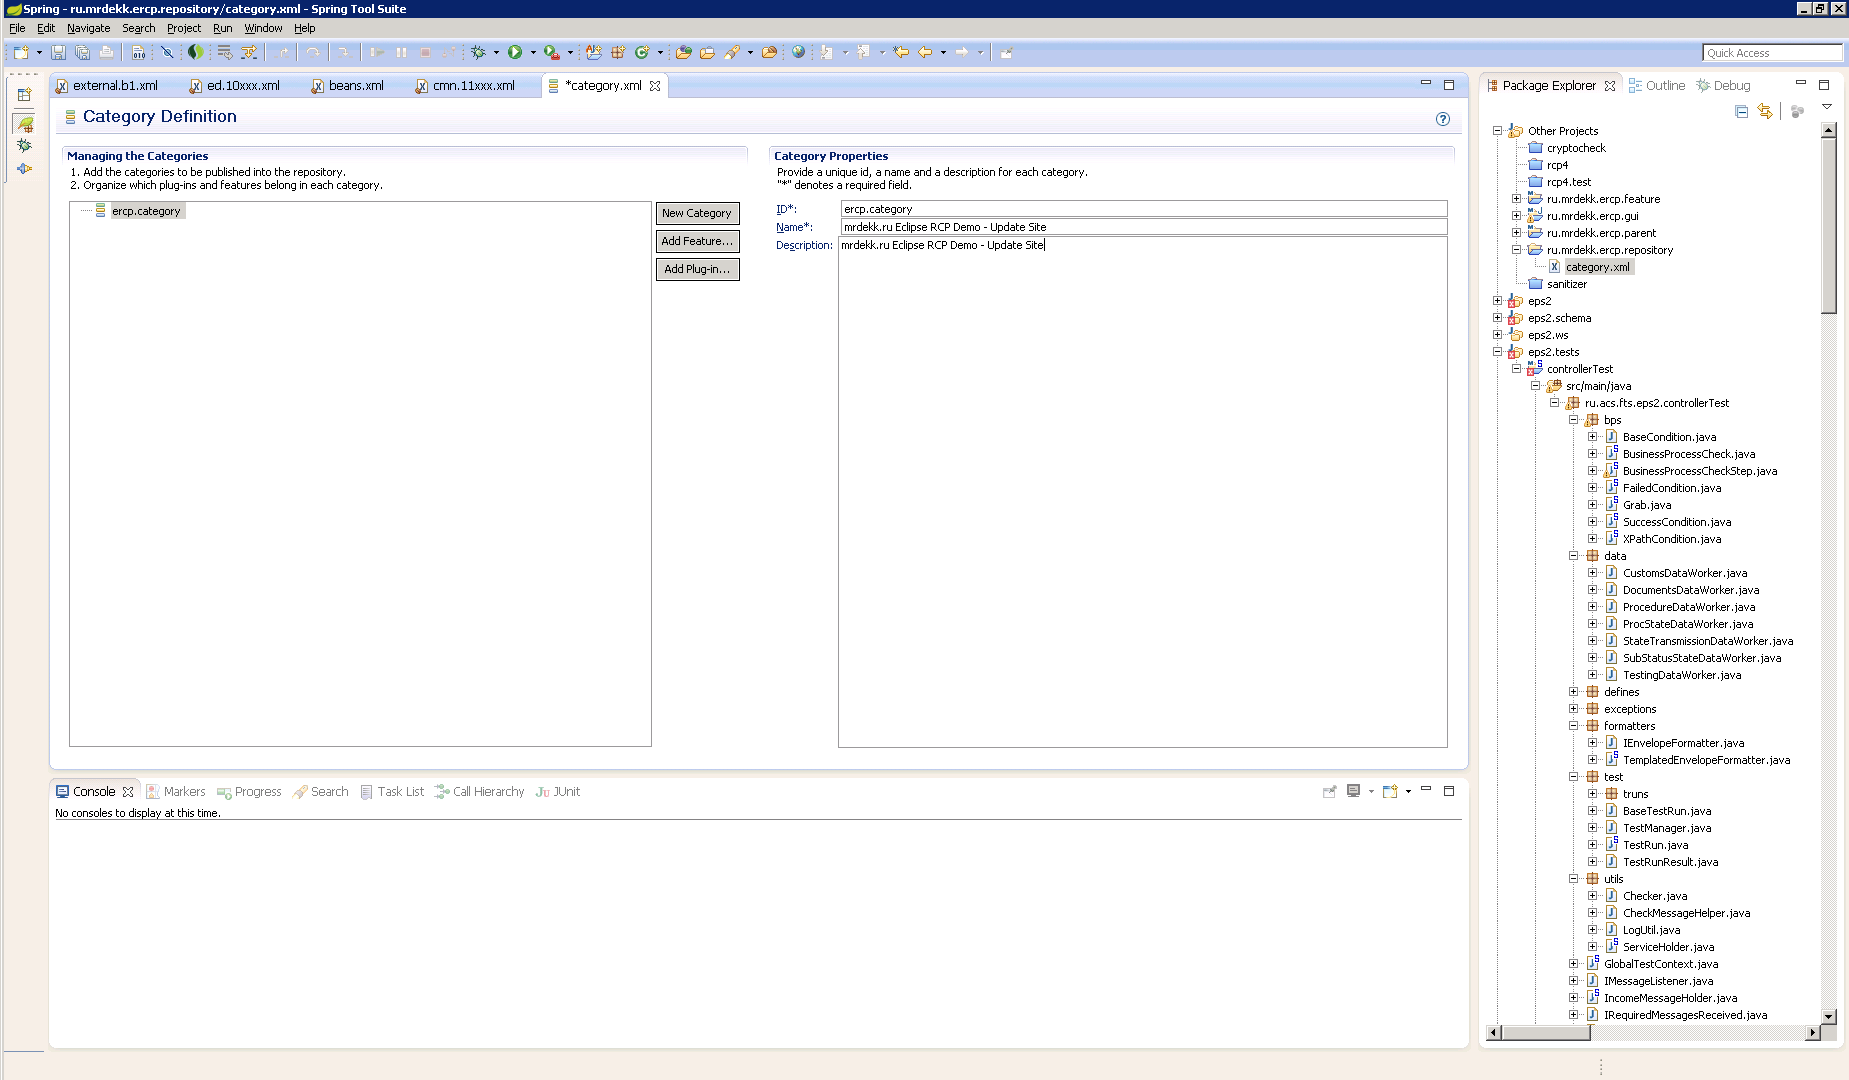 Spring - ru.mrdekk.ercp.repository/category.xml - Spring Tool Suite
File Edit Navigate Search Project Run Window Help
Quick Access
external.b1.xml ed.10xxx.xml beans.xml cmn.11xxx.xml *category.xml
Category Definition
Managing the Categories
1. Add the categories to be published into the repository.
2. Organize which plug-ins and features belong in each category.
ercp.category
New Category
Add Feature...
Add Plug-in...
Category Properties
Provide a unique id, a name and a description for each category.
"*" denotes a required field.
ID*: ercp.category
Name*: mrdekk.ru Eclipse RCP Demo - Update Site
Description: mrdekk.ru Eclipse RCP Demo - Update Site
Console Markers Progress Search Task List Call Hierarchy JUnit
No consoles to display at this time.
Package Explorer Outline Debug
Other Projects
cryptocheck
rcp4
rcp4.test
ru.mrdekk.ercp.feature
ru.mrdekk.ercp.gui
ru.mrdekk.ercp.parent
ru.mrdekk.ercp.repository
category.xml
sanitizer
eps2
eps2.schema
eps2.ws
eps2.tests
controllerTest
src/main/java
ru.acs.fts.eps2.controllerTest
bps
BaseCondition.java
BusinessProcessCheck.java
BusinessProcessCheckStep.java
FailedCondition.java
Grab.java
SuccessCondition.java
XPathCondition.java
data
CustomsDataWorker.java
DocumentsDataWorker.java
ProcedureDataWorker.java
ProcStateDataWorker.java
StateTransmissionDataWorker.java
SubStatusStateDataWorker.java
TestingDataWorker.java
defines
exceptions
formatters
IEnvelopeFormatter.java
TemplatedEnvelopeFormatter.java
test
truns
BaseTestRun.java
TestManager.java
TestRun.java
TestRunResult.java
utils
Checker.java
CheckMessageHelper.java
LogUtil.java
ServiceHolder.java
GlobalTestContext.java
IMessageListener.java
IncomeMessageHolder.java
IRequiredMessagesReceived.java